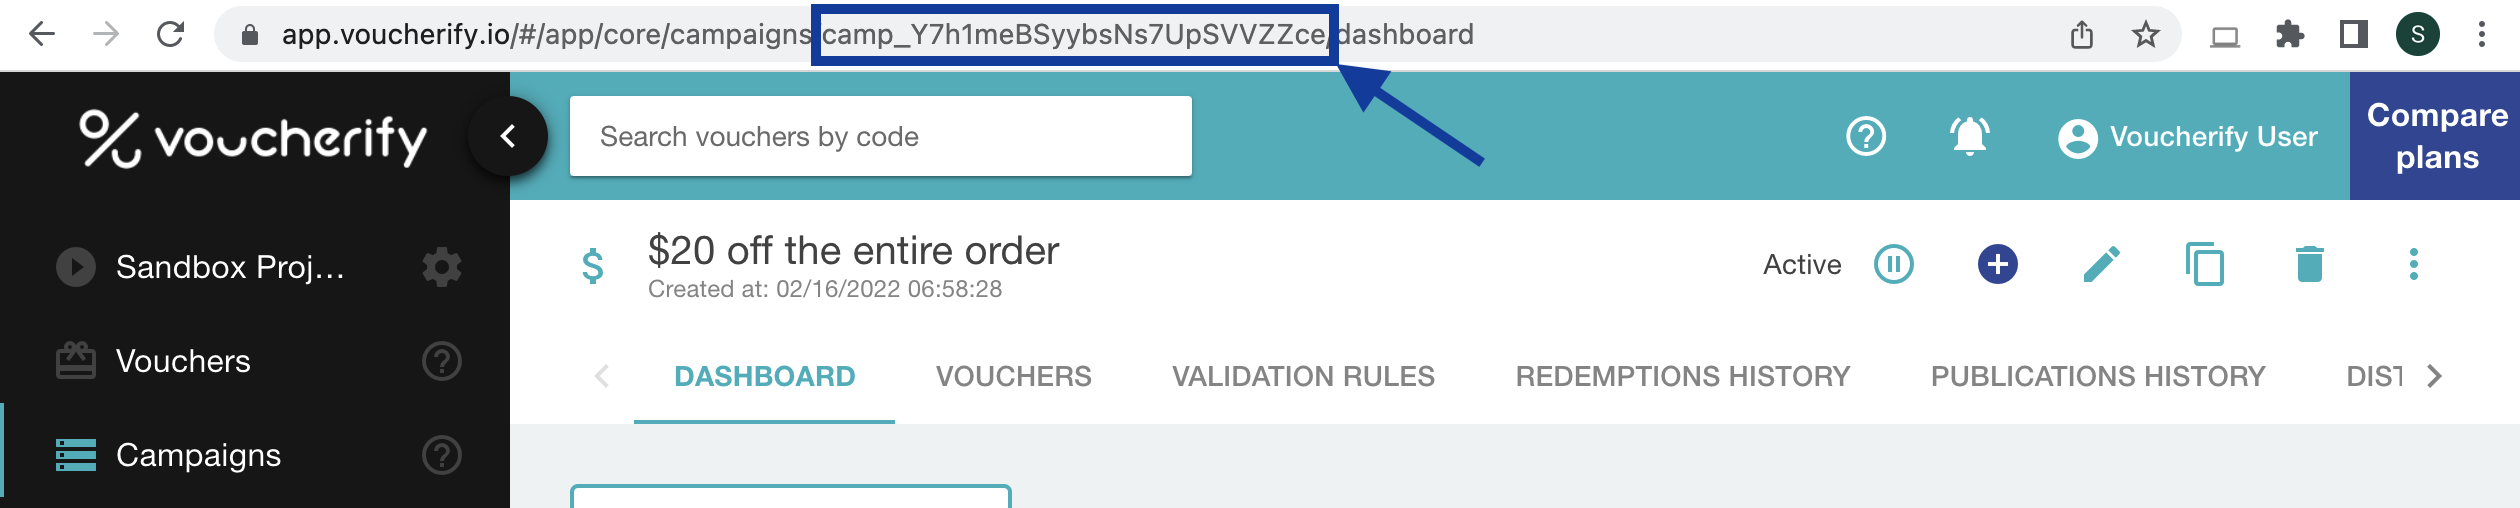 app.voucherify.io/#/app/core/campaigns/camp_Y7h1meBSyybsNs7UpSVVZZce/dashboard
S
voucherify
Search vouchers by code
Voucherify User
Compare
plans
Sandbox Proj...
$20 off the entire order
Created at: 02/16/2022 06:58:28
Active
Vouchers
DASHBOARD
VOUCHERS
VALIDATION RULES
REDEMPTIONS HISTORY
PUBLICATIONS HISTORY
DIST
Campaigns